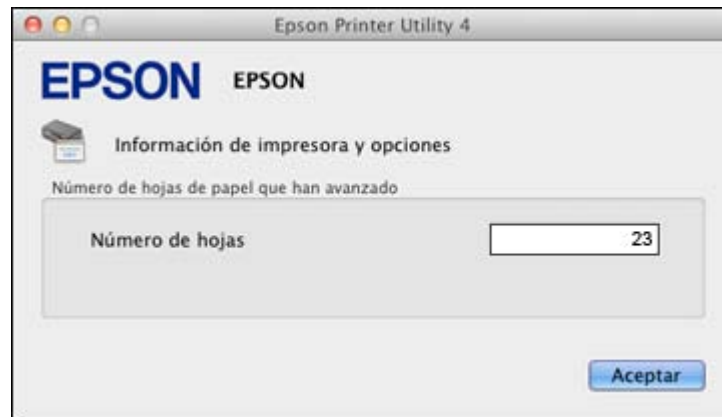 Epson Printer Utility 4
EPSON EPSON
Información de impresora y opciones
Número de hojas de papel que han avanzado
Número de hojas 23
Aceptar